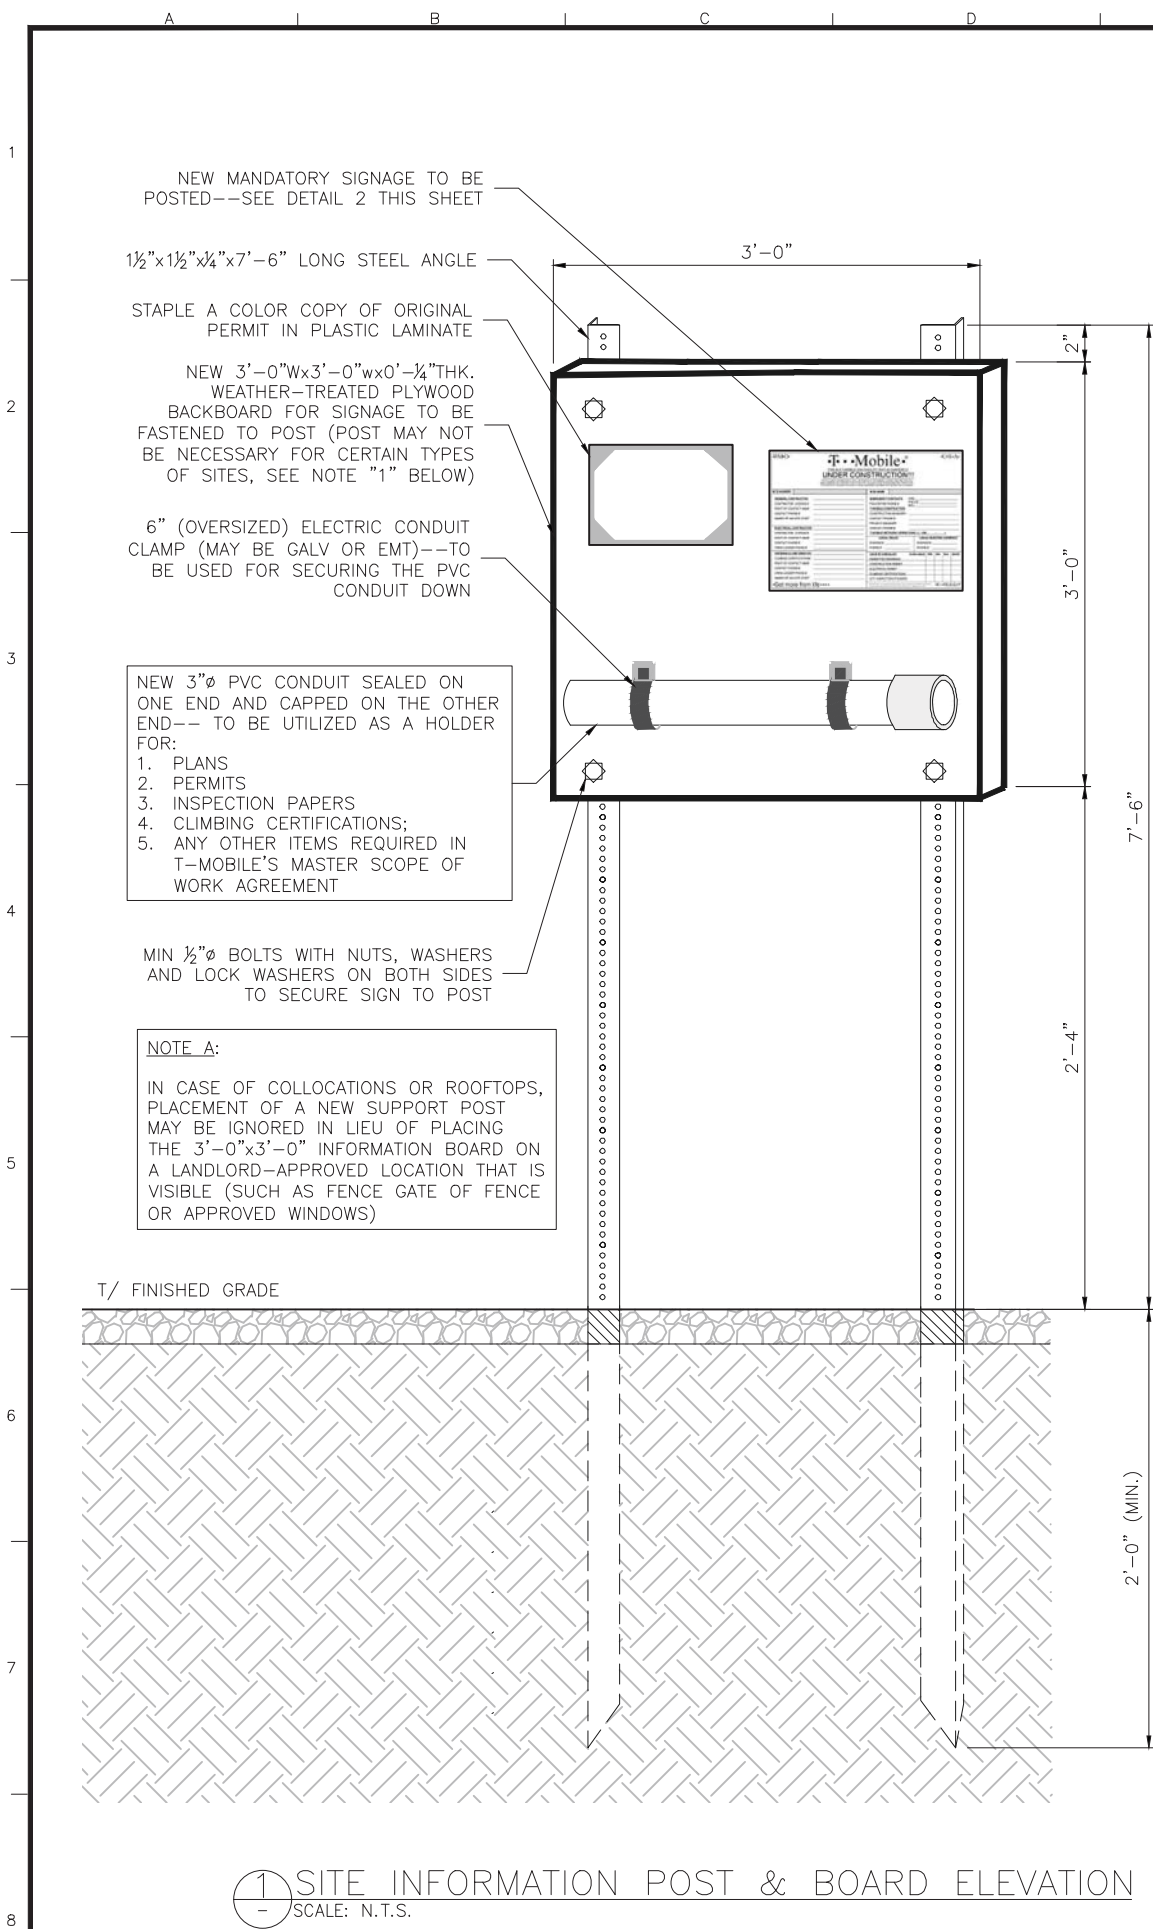 A B C D
1
NEW MANDATORY SIGNAGE TO BE
POSTED--SEE DETAIL 2 THIS SHEET
1½"x1½"x¼"x7'-6" LONG STEEL ANGLE
3'-0"
STAPLE A COLOR COPY OF ORIGINAL
PERMIT IN PLASTIC LAMINATE
2"
NEW 3'-0"Wx3'-0"wx0'-¼"THK.
WEATHER-TREATED PLYWOOD
BACKBOARD FOR SIGNAGE TO BE
FASTENED TO POST (POST MAY NOT
BE NECESSARY FOR CERTAIN TYPES
OF SITES, SEE NOTE "1" BELOW)
2
T··Mobile·
UNDER CONSTRUCTION
Get more from life
6" (OVERSIZED) ELECTRIC CONDUIT
CLAMP (MAY BE GALV OR EMT)--TO
BE USED FOR SECURING THE PVC
CONDUIT DOWN
3'-0"
3
NEW 3"ø PVC CONDUIT SEALED ON
ONE END AND CAPPED ON THE OTHER
END-- TO BE UTILIZED AS A HOLDER
FOR:
1. PLANS
2. PERMITS
3. INSPECTION PAPERS
4. CLIMBING CERTIFICATIONS;
5. ANY OTHER ITEMS REQUIRED IN
T-MOBILE'S MASTER SCOPE OF
WORK AGREEMENT
7'-6"
4
MIN ½"ø BOLTS WITH NUTS, WASHERS
AND LOCK WASHERS ON BOTH SIDES
TO SECURE SIGN TO POST
2'-4"
NOTE A:
IN CASE OF COLLOCATIONS OR ROOFTOPS,
PLACEMENT OF A NEW SUPPORT POST
MAY BE IGNORED IN LIEU OF PLACING
THE 3'-0"x3'-0" INFORMATION BOARD ON
A LANDLORD-APPROVED LOCATION THAT IS
VISIBLE (SUCH AS FENCE GATE OF FENCE
OR APPROVED WINDOWS)
5
T/ FINISHED GRADE
6
2'-0" (MIN.)
7
1
-
SITE INFORMATION POST & BOARD ELEVATION
SCALE: N.T.S.
8